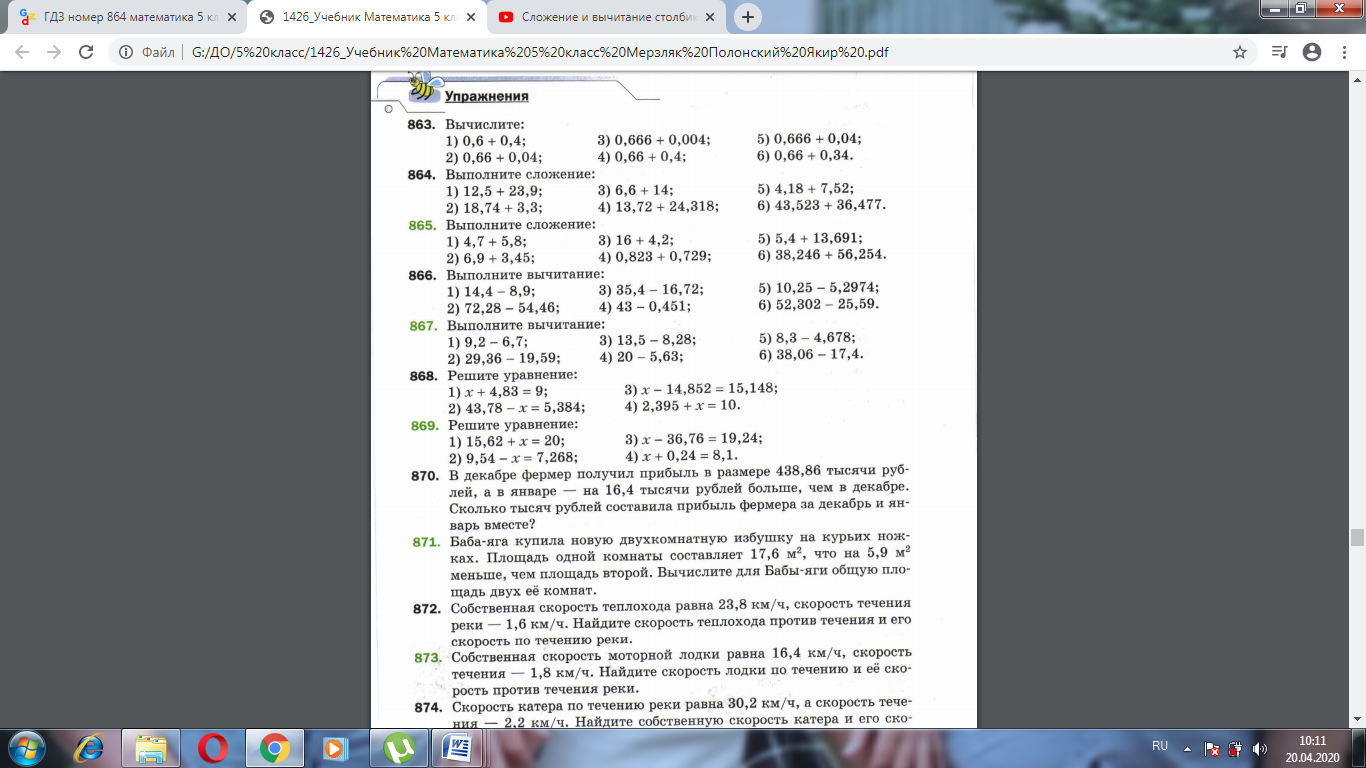 ГДЗ номер 864 математика 5 кл
1426_Учебник Математика 5 кл
Сложение и вычитание столби
Файл
G:/ДО/5%20класс/1426_Учебник%20Математика%205%20класс%20Мерзляк%20Полонский%20Якир%20.pdf
Упражнения
863. Вычислите:
1) 0,6 + 0,4; 3) 0,666 + 0,004; 5) 0,666 + 0,04;
2) 0,66 + 0,04; 4) 0,66 + 0,4; 6) 0,66 + 0,34.
864. Выполните сложение:
1) 12,5 + 23,9; 3) 6,6 + 14; 5) 4,18 + 7,52;
2) 18,74 + 3,3; 4) 13,72 + 24,318; 6) 43,523 + 36,477.
865. Выполните сложение:
1) 4,7 + 5,8; 3) 16 + 4,2; 5) 5,4 + 13,691;
2) 6,9 + 3,45; 4) 0,823 + 0,729; 6) 38,246 + 56,254.
866. Выполните вычитание:
1) 14,4 – 8,9; 3) 35,4 – 16,72; 5) 10,25 – 5,2974;
2) 72,28 – 54,46; 4) 43 – 0,451; 6) 52,302 – 25,59.
867. Выполните вычитание:
1) 9,2 – 6,7; 3) 13,5 – 8,28; 5) 8,3 – 4,678;
2) 29,36 – 19,59; 4) 20 – 5,63; 6) 38,06 – 17,4.
868. Решите уравнение:
1) x + 4,83 = 9; 3) x – 14,852 = 15,148;
2) 43,78 – x = 5,384; 4) 2,395 + x = 10.
869. Решите уравнение:
1) 15,62 + x = 20; 3) x – 36,76 = 19,24;
2) 9,54 – x = 7,268; 4) x + 0,24 = 8,1.
870. В декабре фермер получил прибыль в размере 438,86 тысячи руб-
лей, а в январе — на 16,4 тысячи рублей больше, чем в декабре.
Сколько тысяч рублей составила прибыль фермера за декабрь и ян-
варь вместе?
871. Баба-яга купила новую двухкомнатную избушку на курьих нож-
ках. Площадь одной комнаты составляет 17,6 м², что на 5,9 м²
меньше, чем площадь второй. Вычислите для Бабы-яги общую пло-
щадь двух её комнат.
872. Собственная скорость теплохода равна 23,8 км/ч, скорость течения
реки — 1,6 км/ч. Найдите скорость теплохода против течения и его
скорость по течению реки.
873. Собственная скорость моторной лодки равна 16,4 км/ч, скорость
течения — 1,8 км/ч. Найдите скорость лодки по течению и её ско-
рость против течения реки.
874. Скорость катера по течению реки равна 30,2 км/ч, а скорость тече-
ния — 2,2 км/ч. Найдите собственную скорость катера и его ско-
RU
10:11
20.04.2020